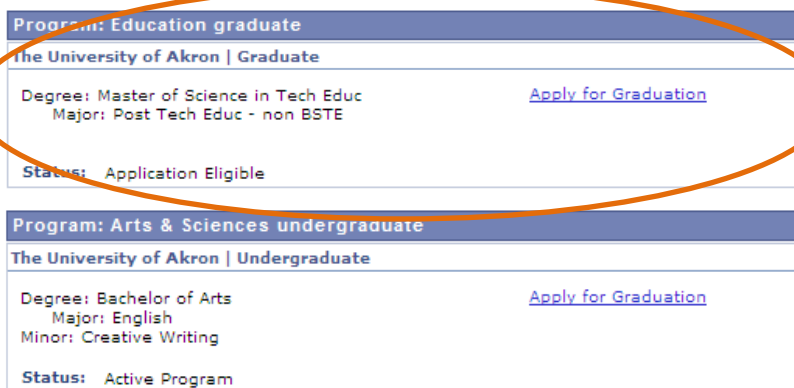 Program: Education graduate
The University of Akron | Graduate
Degree: Master of Science in Tech Educ Apply for Graduation
Major: Post Tech Educ - non BSTE
Status: Application Eligible
Program: Arts & Sciences undergraduate
The University of Akron | Undergraduate
Degree: Bachelor of Arts Apply for Graduation
Major: English
Minor: Creative Writing
Status: Active Program